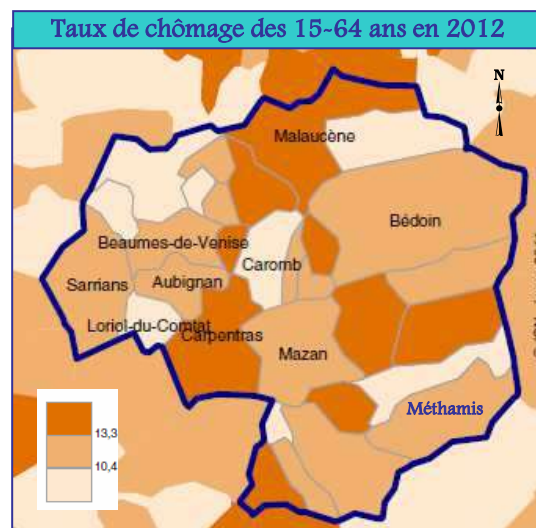 Taux de chômage des 15-64 ans en 2012
N
Malaucène
Bédoin
Beaumes-de-Venise
Caromb
Sarrians
Aubignan
Loriol-du-Comtat
Carpentras
Mazan
Méthamis
13,3
10,4